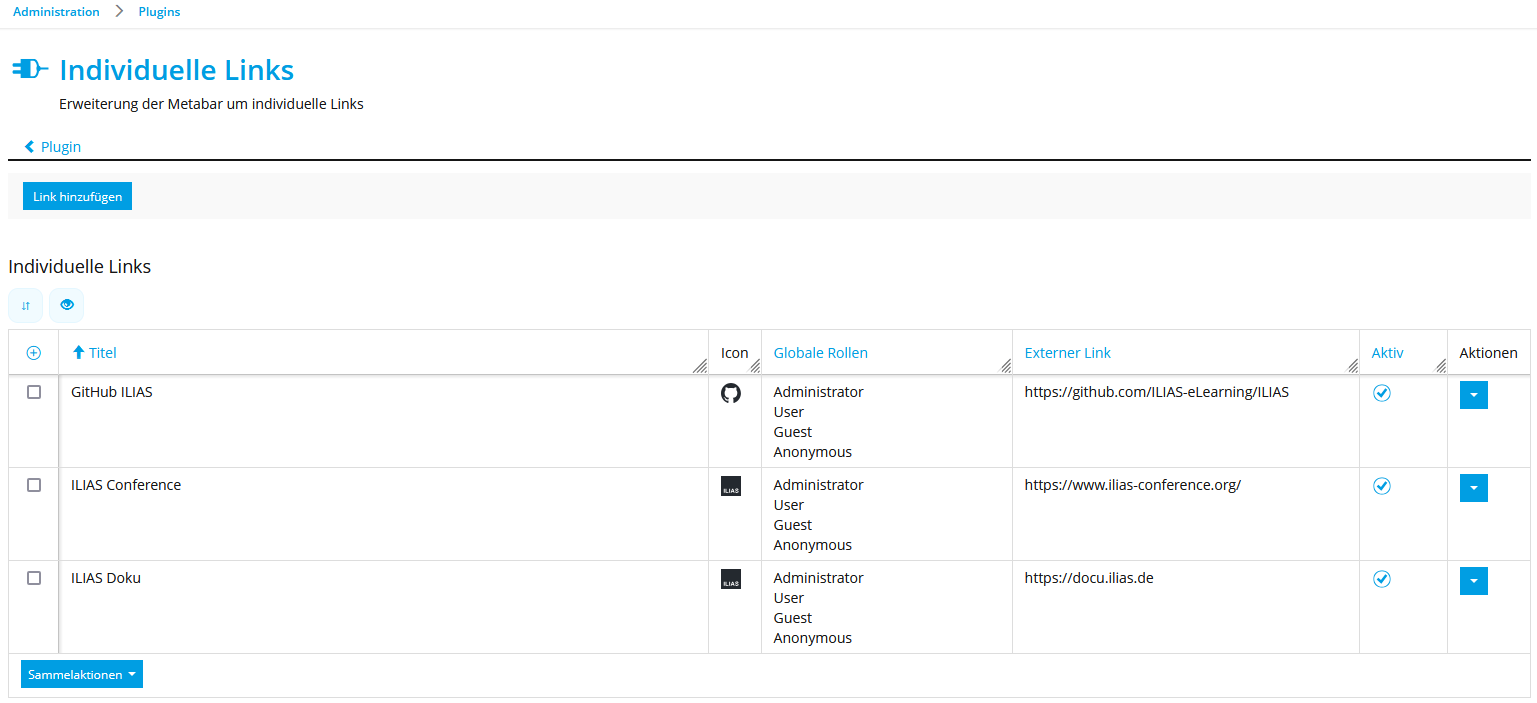 Administration > Plugins
Individuelle Links
Erweiterung der Metabar um individuelle Links
Plugin
Link hinzufügen
Individuelle Links
Titel Icon Globale Rollen Externer Link Aktiv Aktionen
GitHub ILIAS Administrator https://github.com/ILIAS-eLearning/ILIAS
User
Guest
Anonymous
ILIAS Conference ILIAS Administrator https://www.ilias-conference.org/
User
Guest
Anonymous
ILIAS Doku ILIAS Administrator https://docu.ilias.de
User
Guest
Anonymous
Sammelaktionen